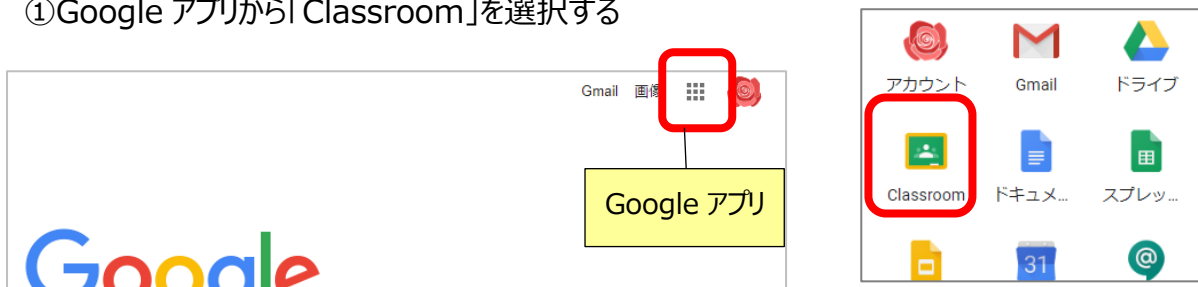 ①Google アプリから「Classroom」を選択する
Gmail 画像
Google アプリ
Google
アカウント Gmail ドライブ
Classroom ドキュメ... スプレッ...
31